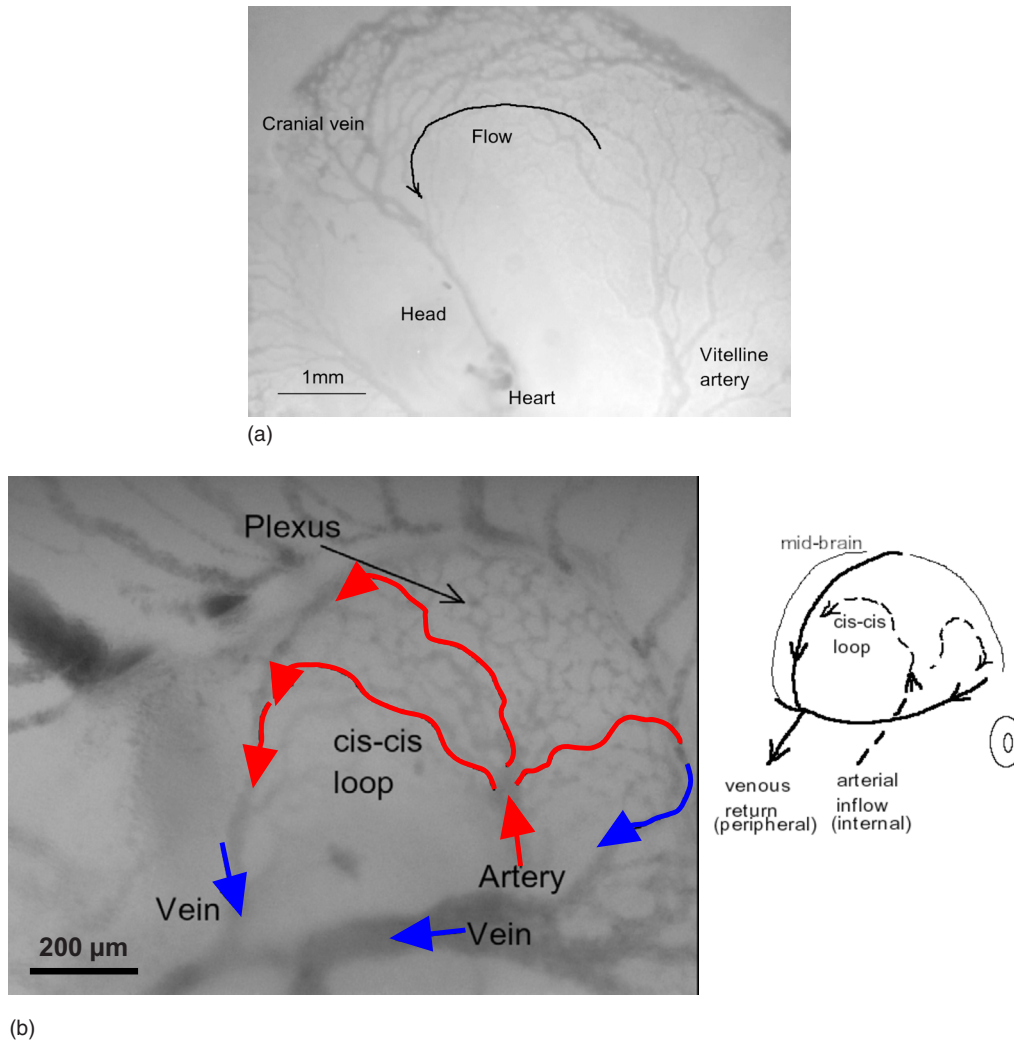 Cranial vein
Flow
Head
1mm
Vitelline
artery
Heart
(a)
Plexus
cis-cis
loop
Artery
Vein
Vein
200 µm
mid-brain
cis-cis
loop
venous
return
(peripheral)
arterial
inflow
(internal)
(b)